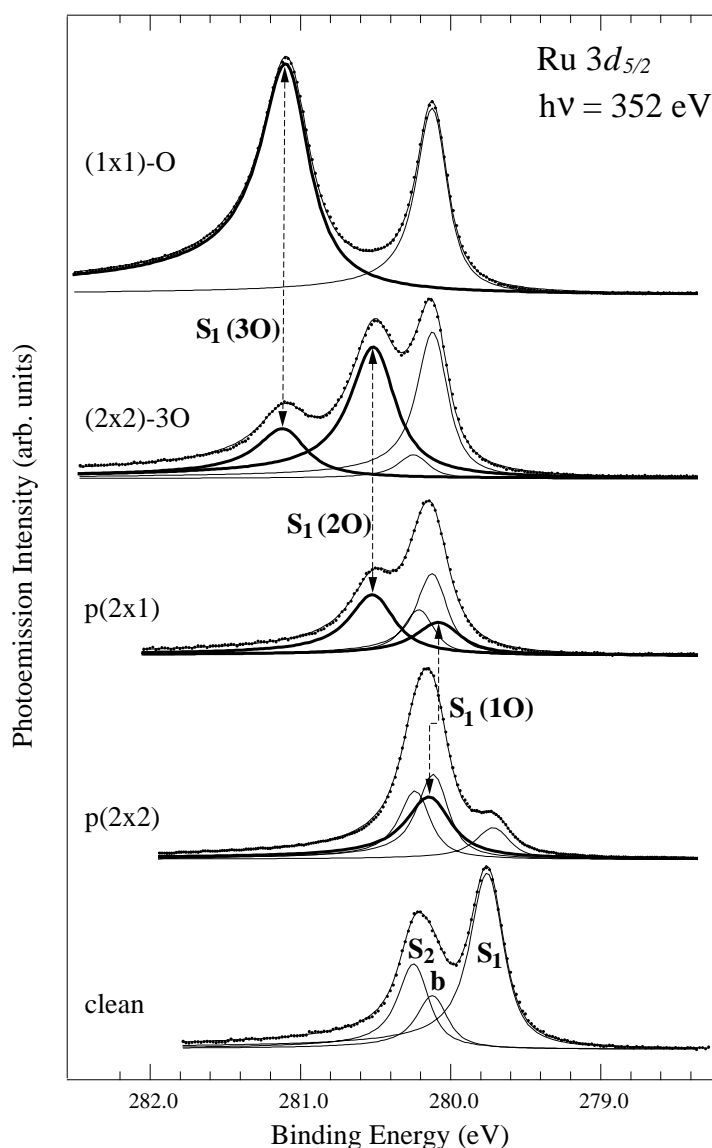 Ru 3d5/2
hν = 352 eV
(1x1)-O
S1(3O)
(2x2)-3O
S1(2O)
p(2x1)
S1(1O)
p(2x2)
S2
b
S1
clean
Photoemission Intensity (arb. units)
282.0 281.0 280.0 279.0
Binding Energy (eV)